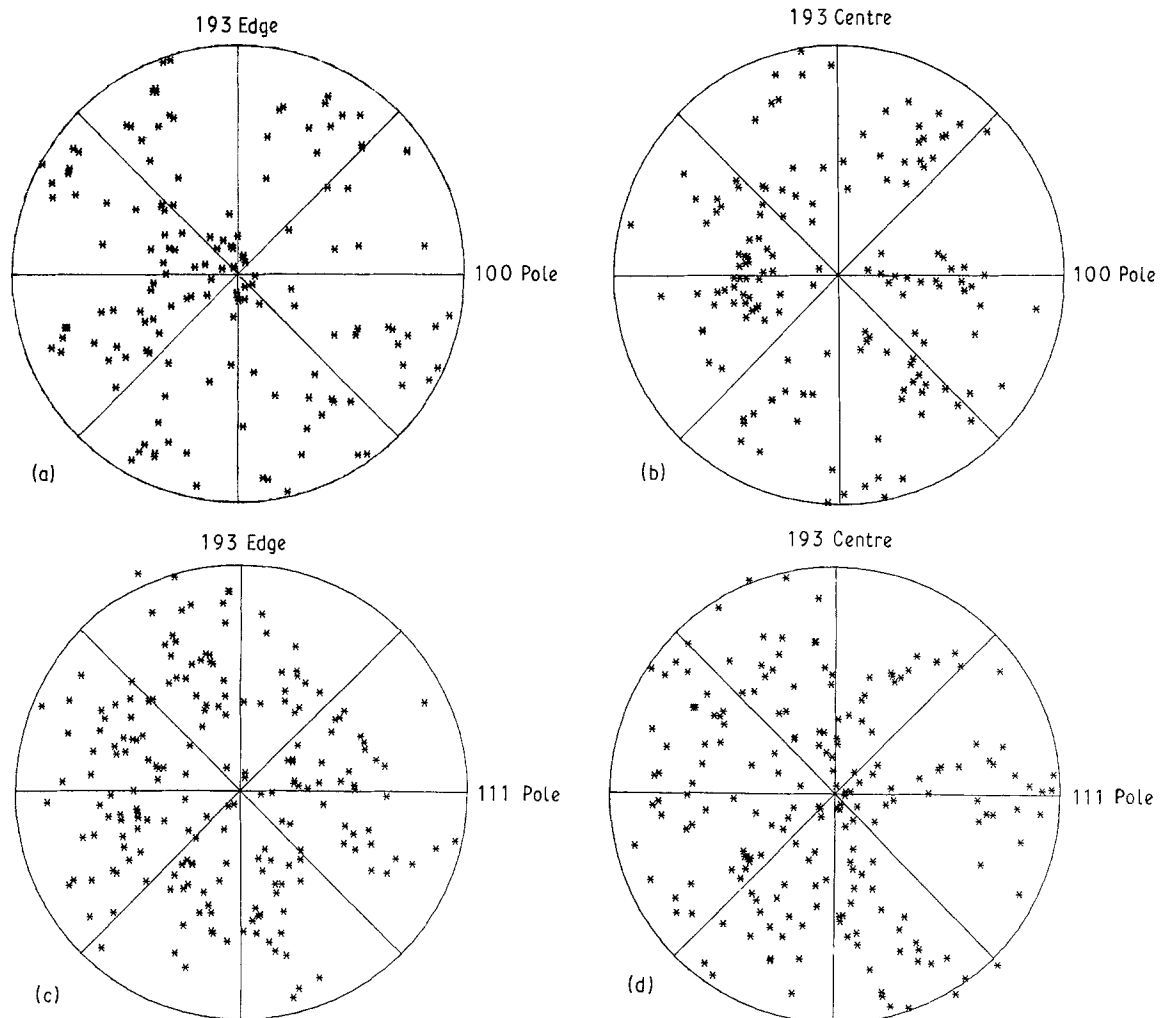 193 Edge
193 Centre
100 Pole
100 Pole
(a)
(b)
193 Edge
193 Centre
111 Pole
111 Pole
(c)
(d)